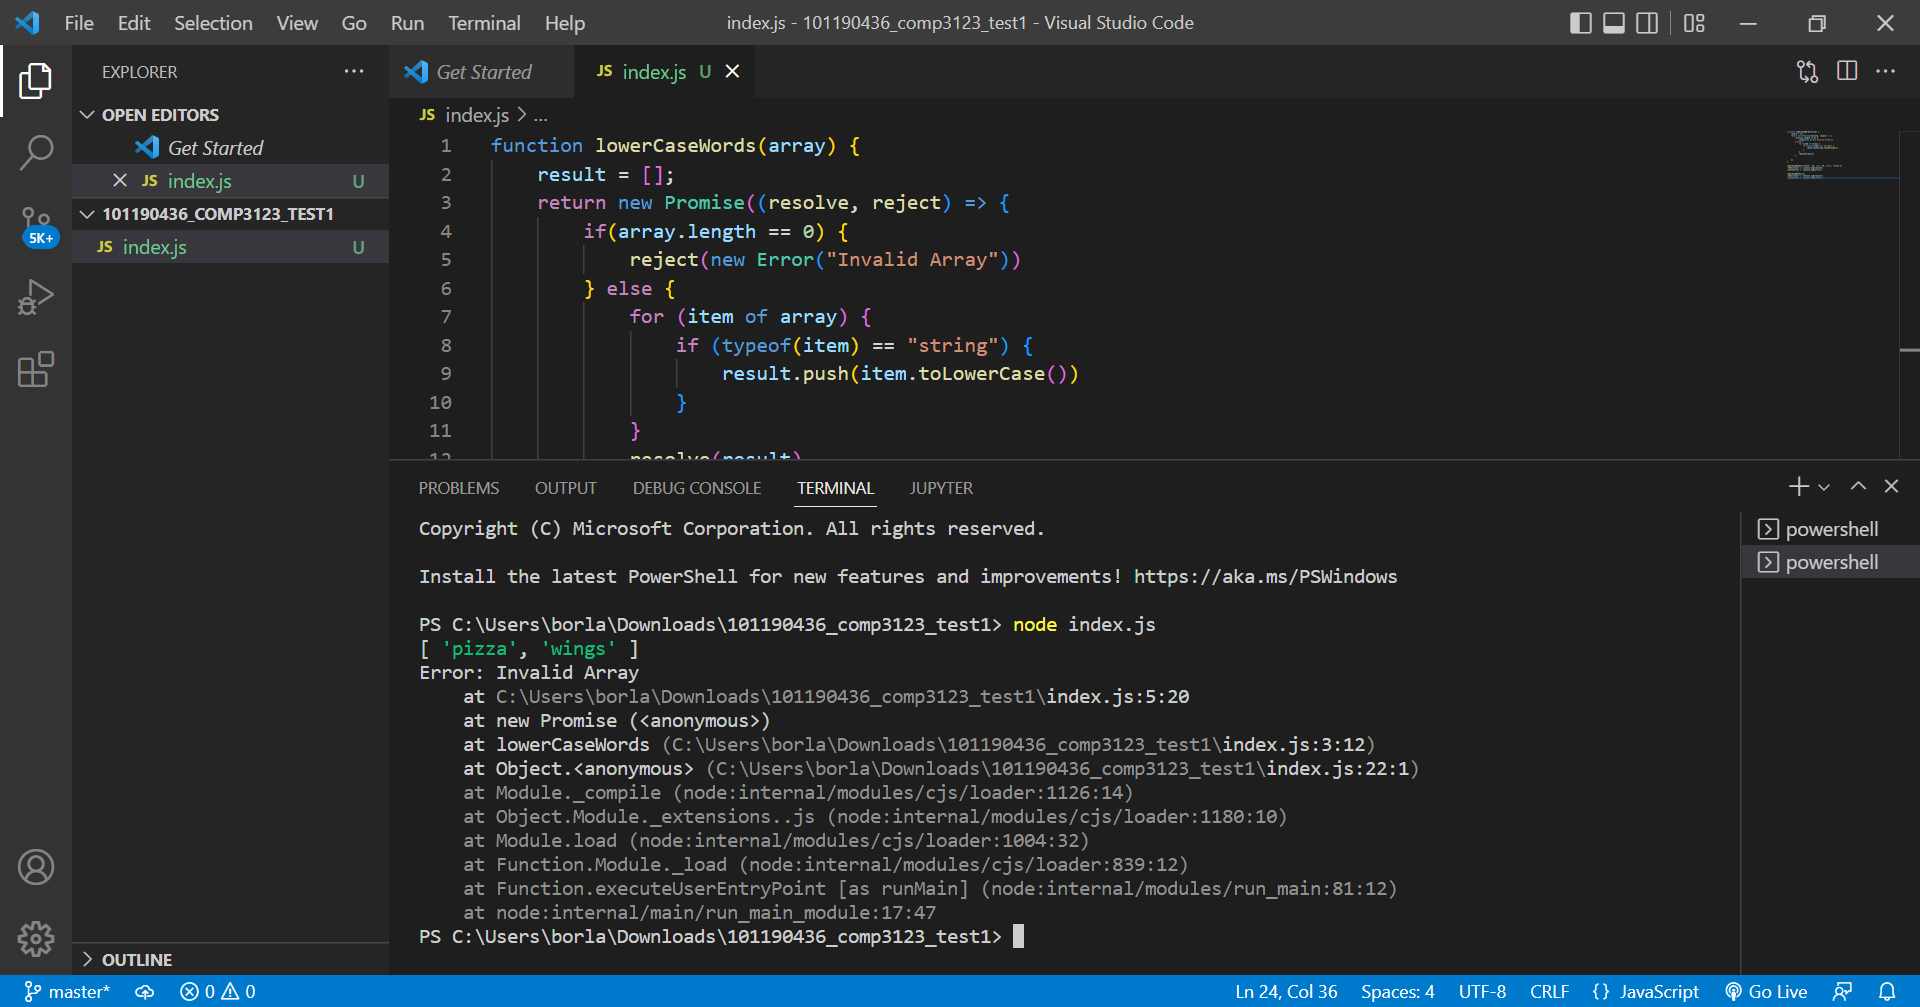 File Edit Selection View Go Run Terminal Help
index.js - 101190436_comp3123_test1 - Visual Studio Code
EXPLORER
OPEN EDITORS
Get Started
JS index.js U
101190436_COMP3123_TEST1
JS index.js U
5K+
OUTLINE
Get Started
JS index.js U
JS index.js > ...
1 function lowerCaseWords(array) {
2 result = [];
3 return new Promise((resolve, reject) => {
4 if(array.length == 0) {
5 reject(new Error("Invalid Array"))
6 } else {
7 for (item of array) {
8 if (typeof(item) == "string") {
9 result.push(item.toLowerCase())
10 }
11 }
12 resolve(result)
PROBLEMS OUTPUT DEBUG CONSOLE TERMINAL JUPYTER
Copyright (C) Microsoft Corporation. All rights reserved.
Install the latest PowerShell for new features and improvements! https://aka.ms/PSWindows
PS C:\Users\borla\Downloads\101190436_comp3123_test1> node index.js
[ 'pizza', 'wings' ]
Error: Invalid Array
at C:\Users\borla\Downloads\101190436_comp3123_test1\index.js:5:20
at new Promise (<anonymous>)
at lowerCaseWords (C:\Users\borla\Downloads\101190436_comp3123_test1\index.js:3:12)
at Object.<anonymous> (C:\Users\borla\Downloads\101190436_comp3123_test1\index.js:22:1)
at Module._compile (node:internal/modules/cjs/loader:1126:14)
at Object.Module._extensions..js (node:internal/modules/cjs/loader:1180:10)
at Module.load (node:internal/modules/cjs/loader:1004:32)
at Function.Module._load (node:internal/modules/cjs/loader:839:12)
at Function.executeUserEntryPoint [as runMain] (node:internal/modules/run_main:81:12)
at node:internal/main/run_main_module:17:47
PS C:\Users\borla\Downloads\101190436_comp3123_test1>
powershell
powershell
master* 0 0
Ln 24, Col 36 Spaces: 4 UTF-8 CRLF {} JavaScript Go Live